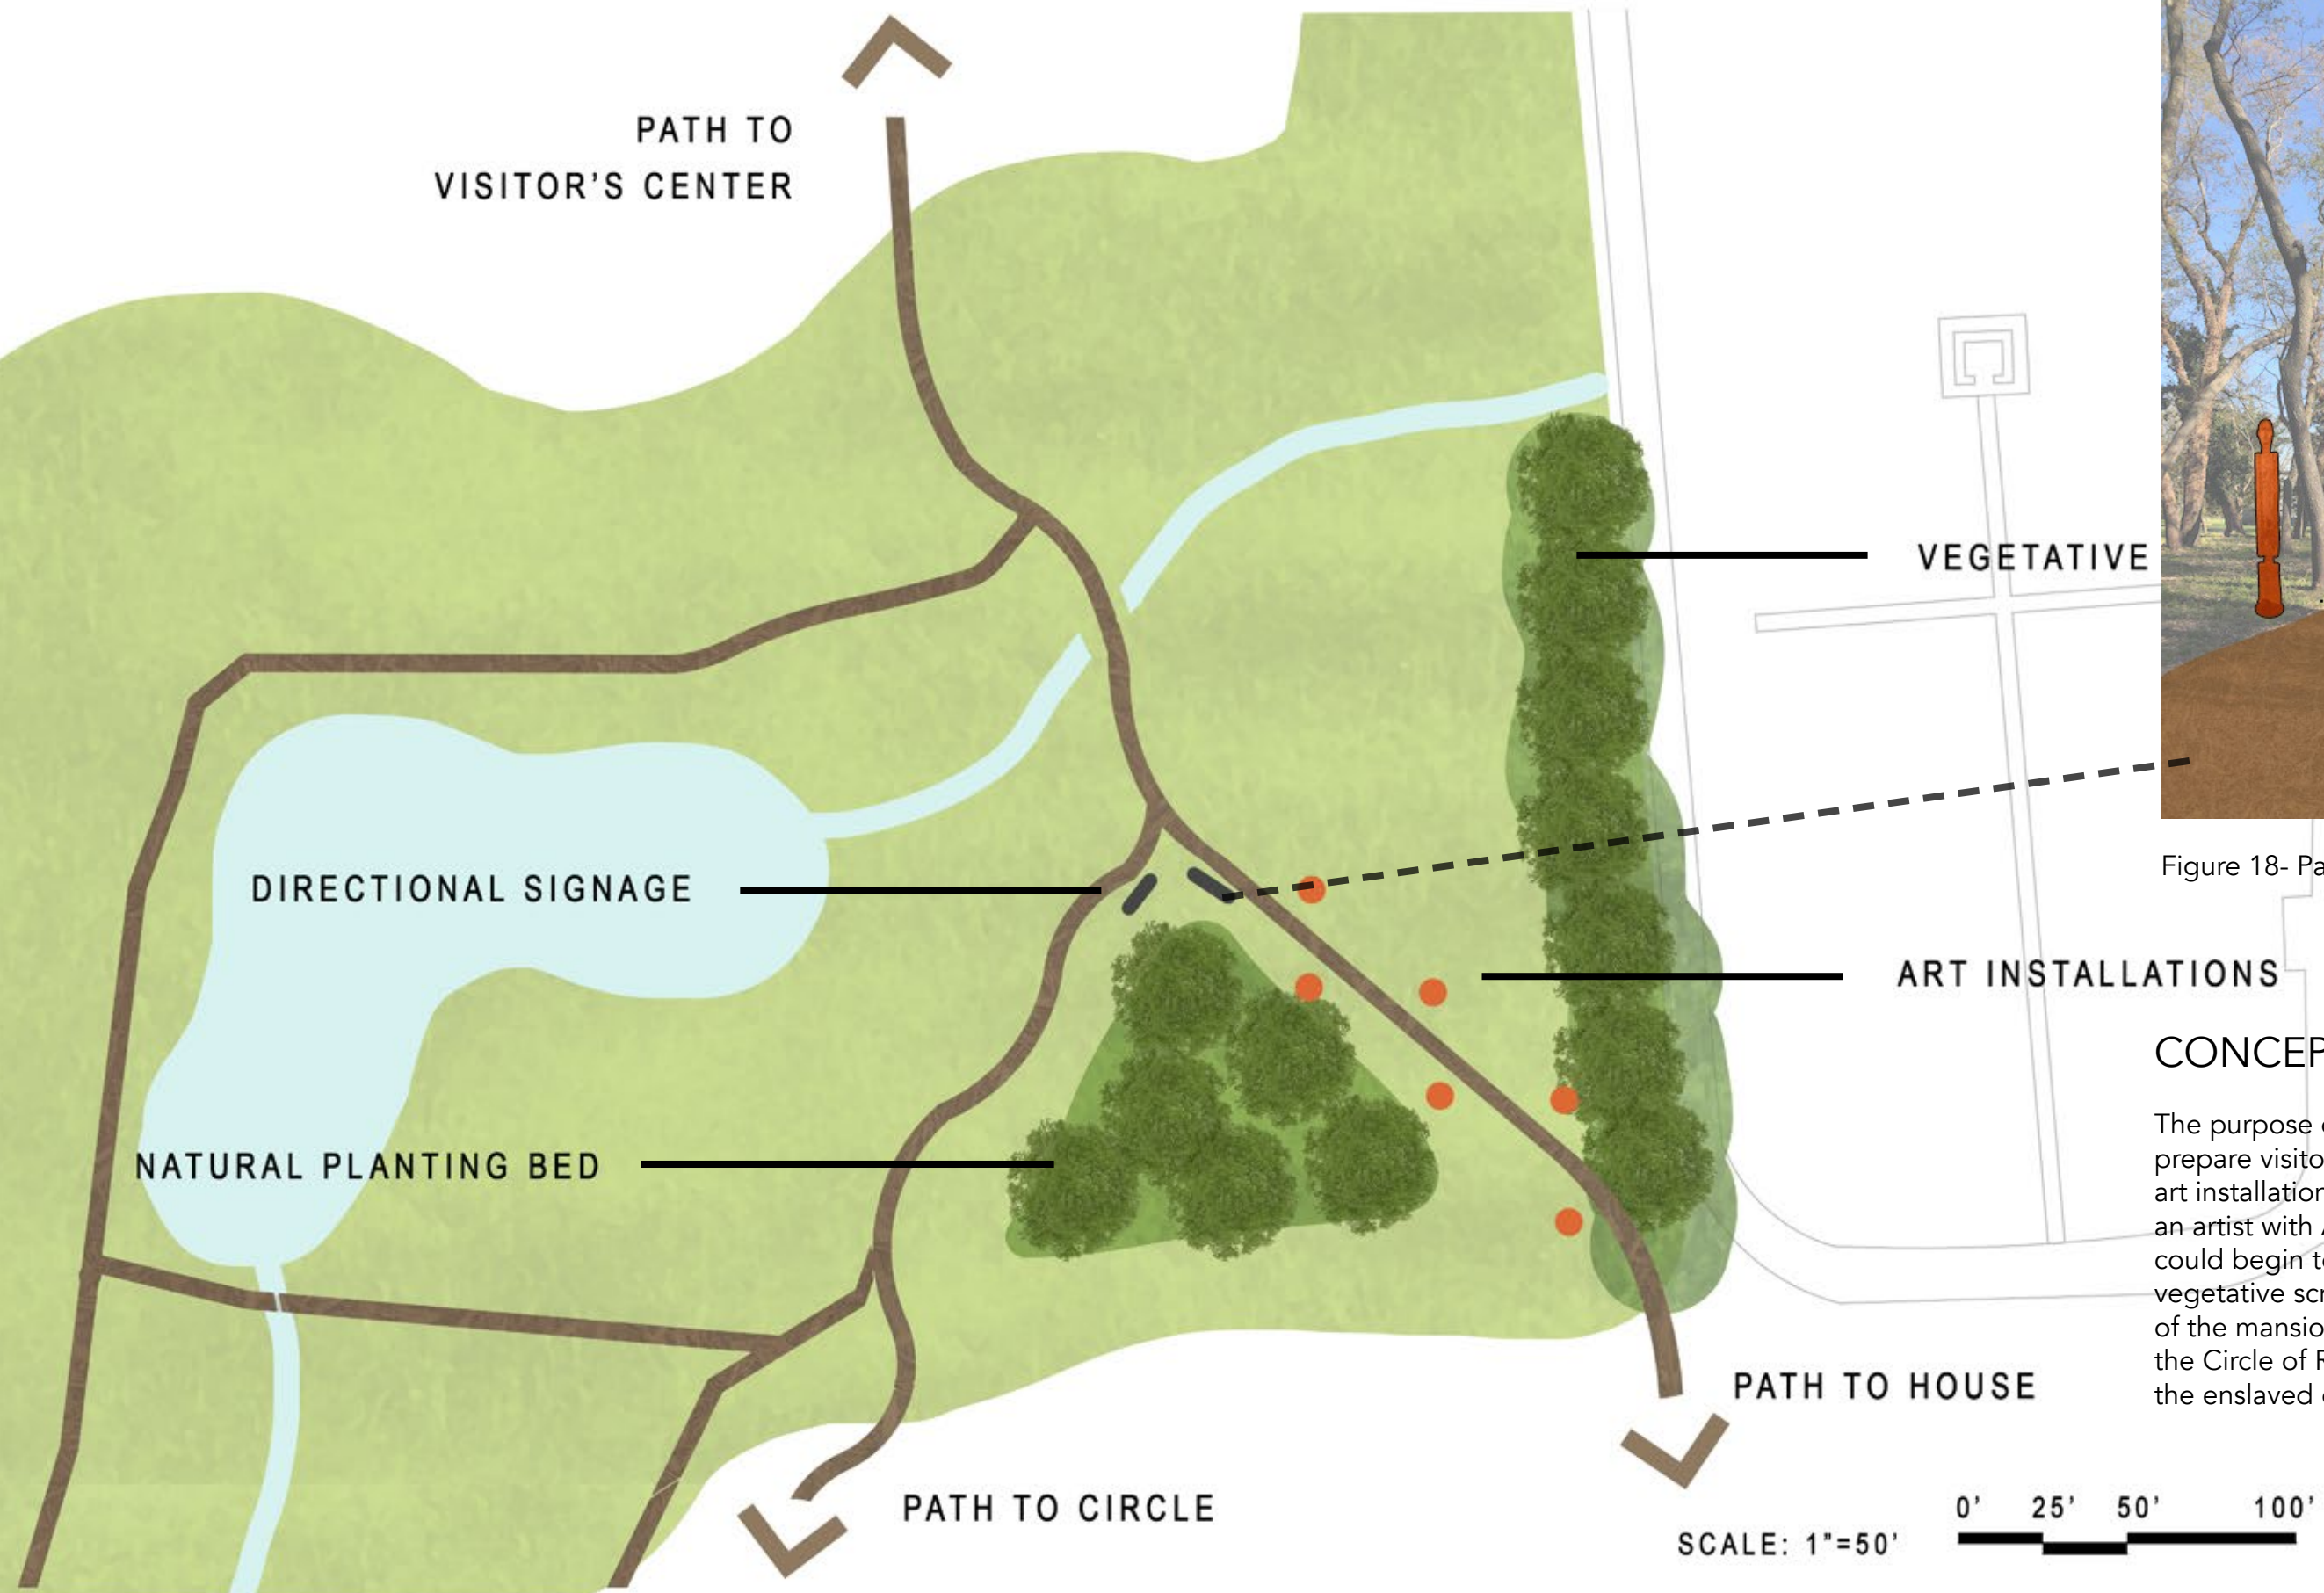 PATH TO
VISITOR'S CENTER
VEGETATIVE
DIRECTIONAL SIGNAGE
Figure 18- Pa
ART INSTALLATIONS
CONCEP
The purpose
prepare visito
art installation
an artist with
could begin t
vegetative scr
of the mansio
the Circle of
the enslaved
NATURAL PLANTING BED
PATH TO HOUSE
PATH TO CIRCLE
0' 25' 50' 100'
SCALE: 1"=50'